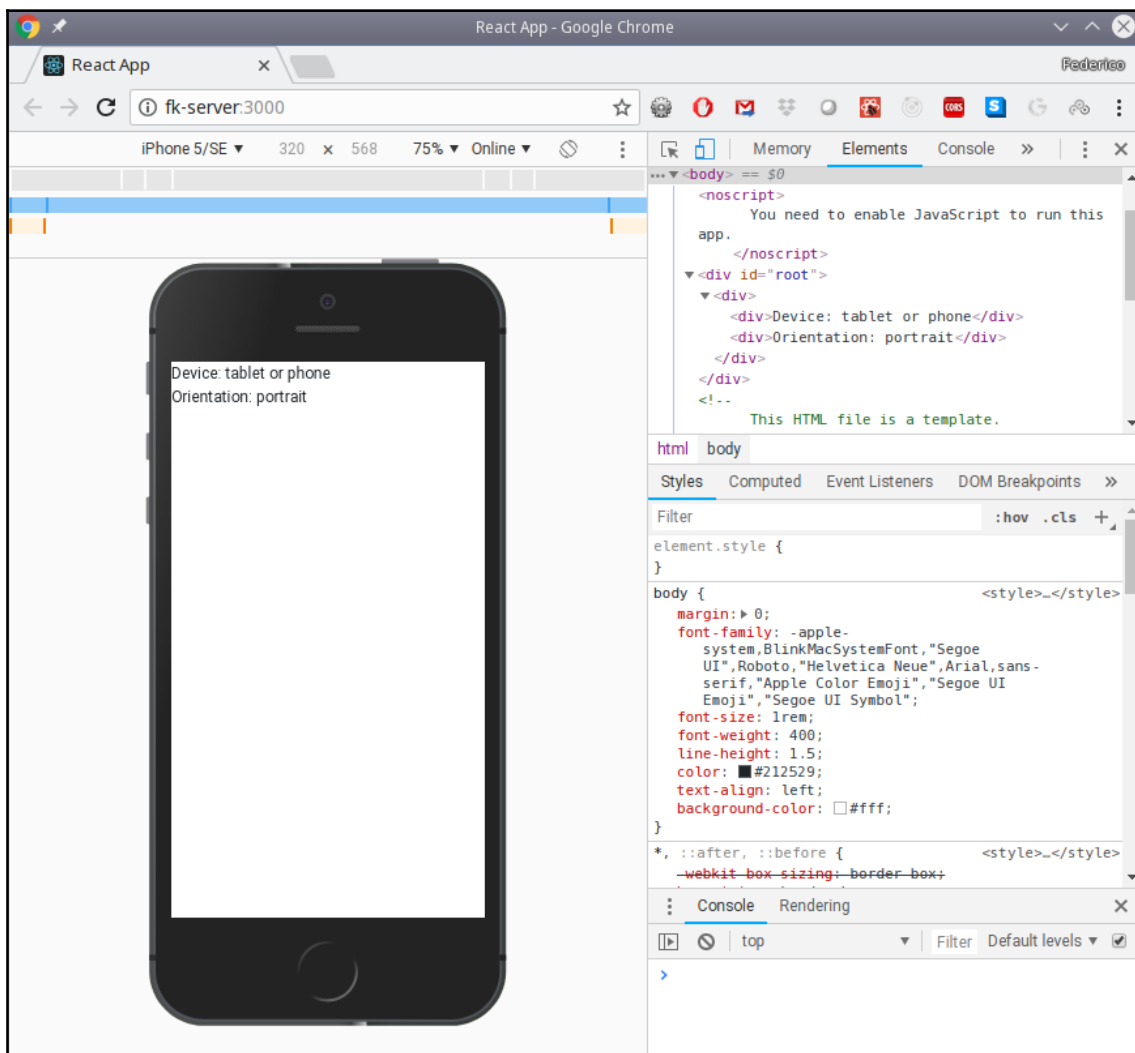 React App - Google Chrome
React App
Federico
fk-server:3000
CORS
S
G
iPhone 5/SE ▼ 320 × 568 75% ▼ Online ▼
Memory Elements Console »
... ▼<body> == $0
<noscript>
You need to enable JavaScript to run this
app.
</noscript>
▼<div id="root">
▼<div>
<div>Device: tablet or phone</div>
<div>Orientation: portrait</div>
</div>
</div>
<!--
This HTML file is a template.
Device: tablet or phone
Orientation: portrait
html body
Styles Computed Event Listeners DOM Breakpoints »
Filter :hov .cls +
element.style {
}
body { <style>…</style>
margin:▶ 0;
font-family: -apple-
system,BlinkMacSystemFont,"Segoe
UI",Roboto,"Helvetica Neue",Arial,sans-
serif,"Apple Color Emoji","Segoe UI
Emoji","Segoe UI Symbol";
font-size: 1rem;
font-weight: 400;
line-height: 1.5;
color: #212529;
text-align: left;
background-color: #fff;
}
*, ::after, ::before { <style>…</style>
-webkit-box-sizing: border-box;
Console Rendering
top ▼ Filter Default levels ▼
>